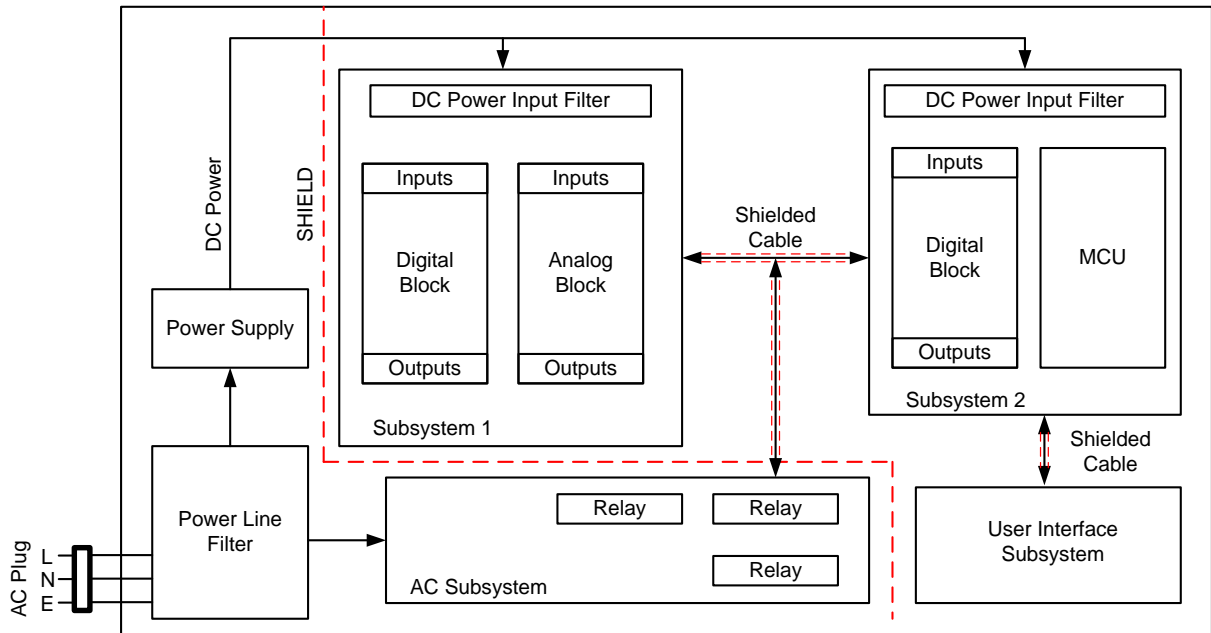 DC Power
SHIELD
DC Power Input Filter
Inputs
Digital
Block
Outputs
Inputs
Analog
Block
Outputs
Subsystem 1
Shielded
Cable
DC Power Input Filter
Inputs
Digital
Block
Outputs
MCU
Subsystem 2
Shielded
Cable
Power Supply
Power Line
Filter
AC Plug
L
N
E
Relay
Relay
Relay
AC Subsystem
User Interface
Subsystem